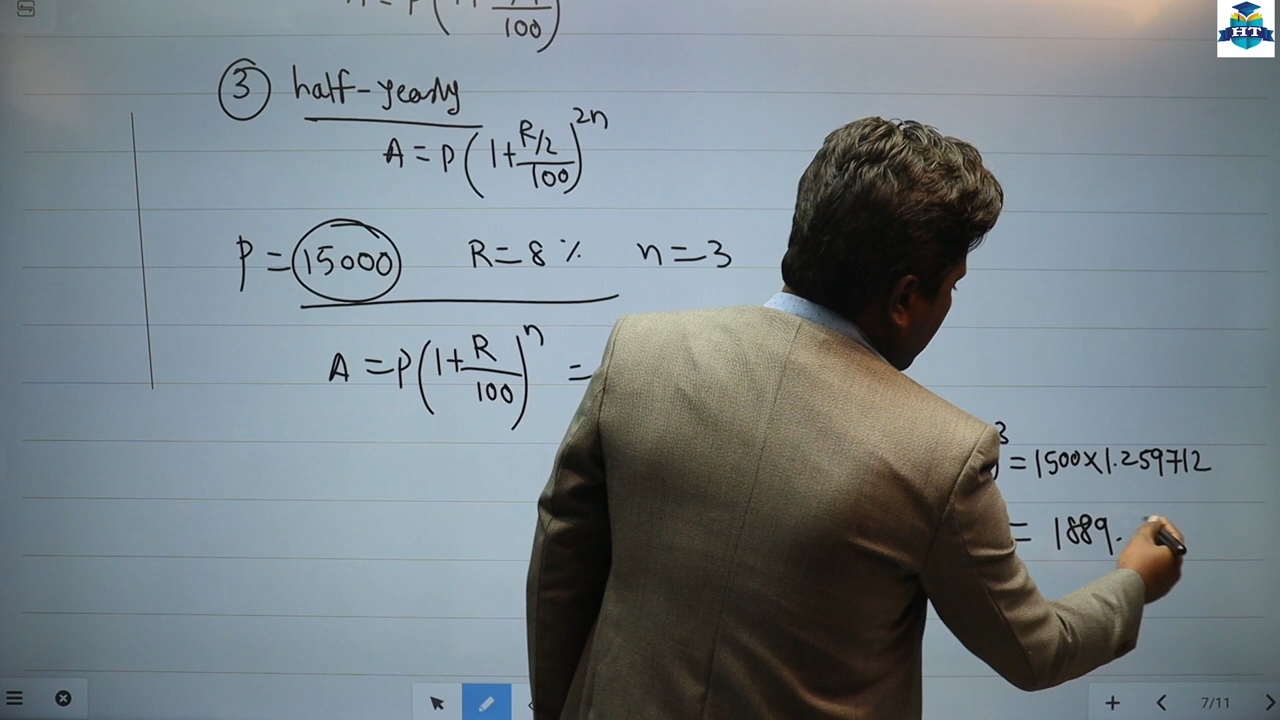 100
③ half-yearly
A = P(1+R/2/100)^2n
P = 15000 R = 8% n = 3
A = P(1+R/100)^n =
3
= 1500×1.259712
= 1889.
HT
7/11